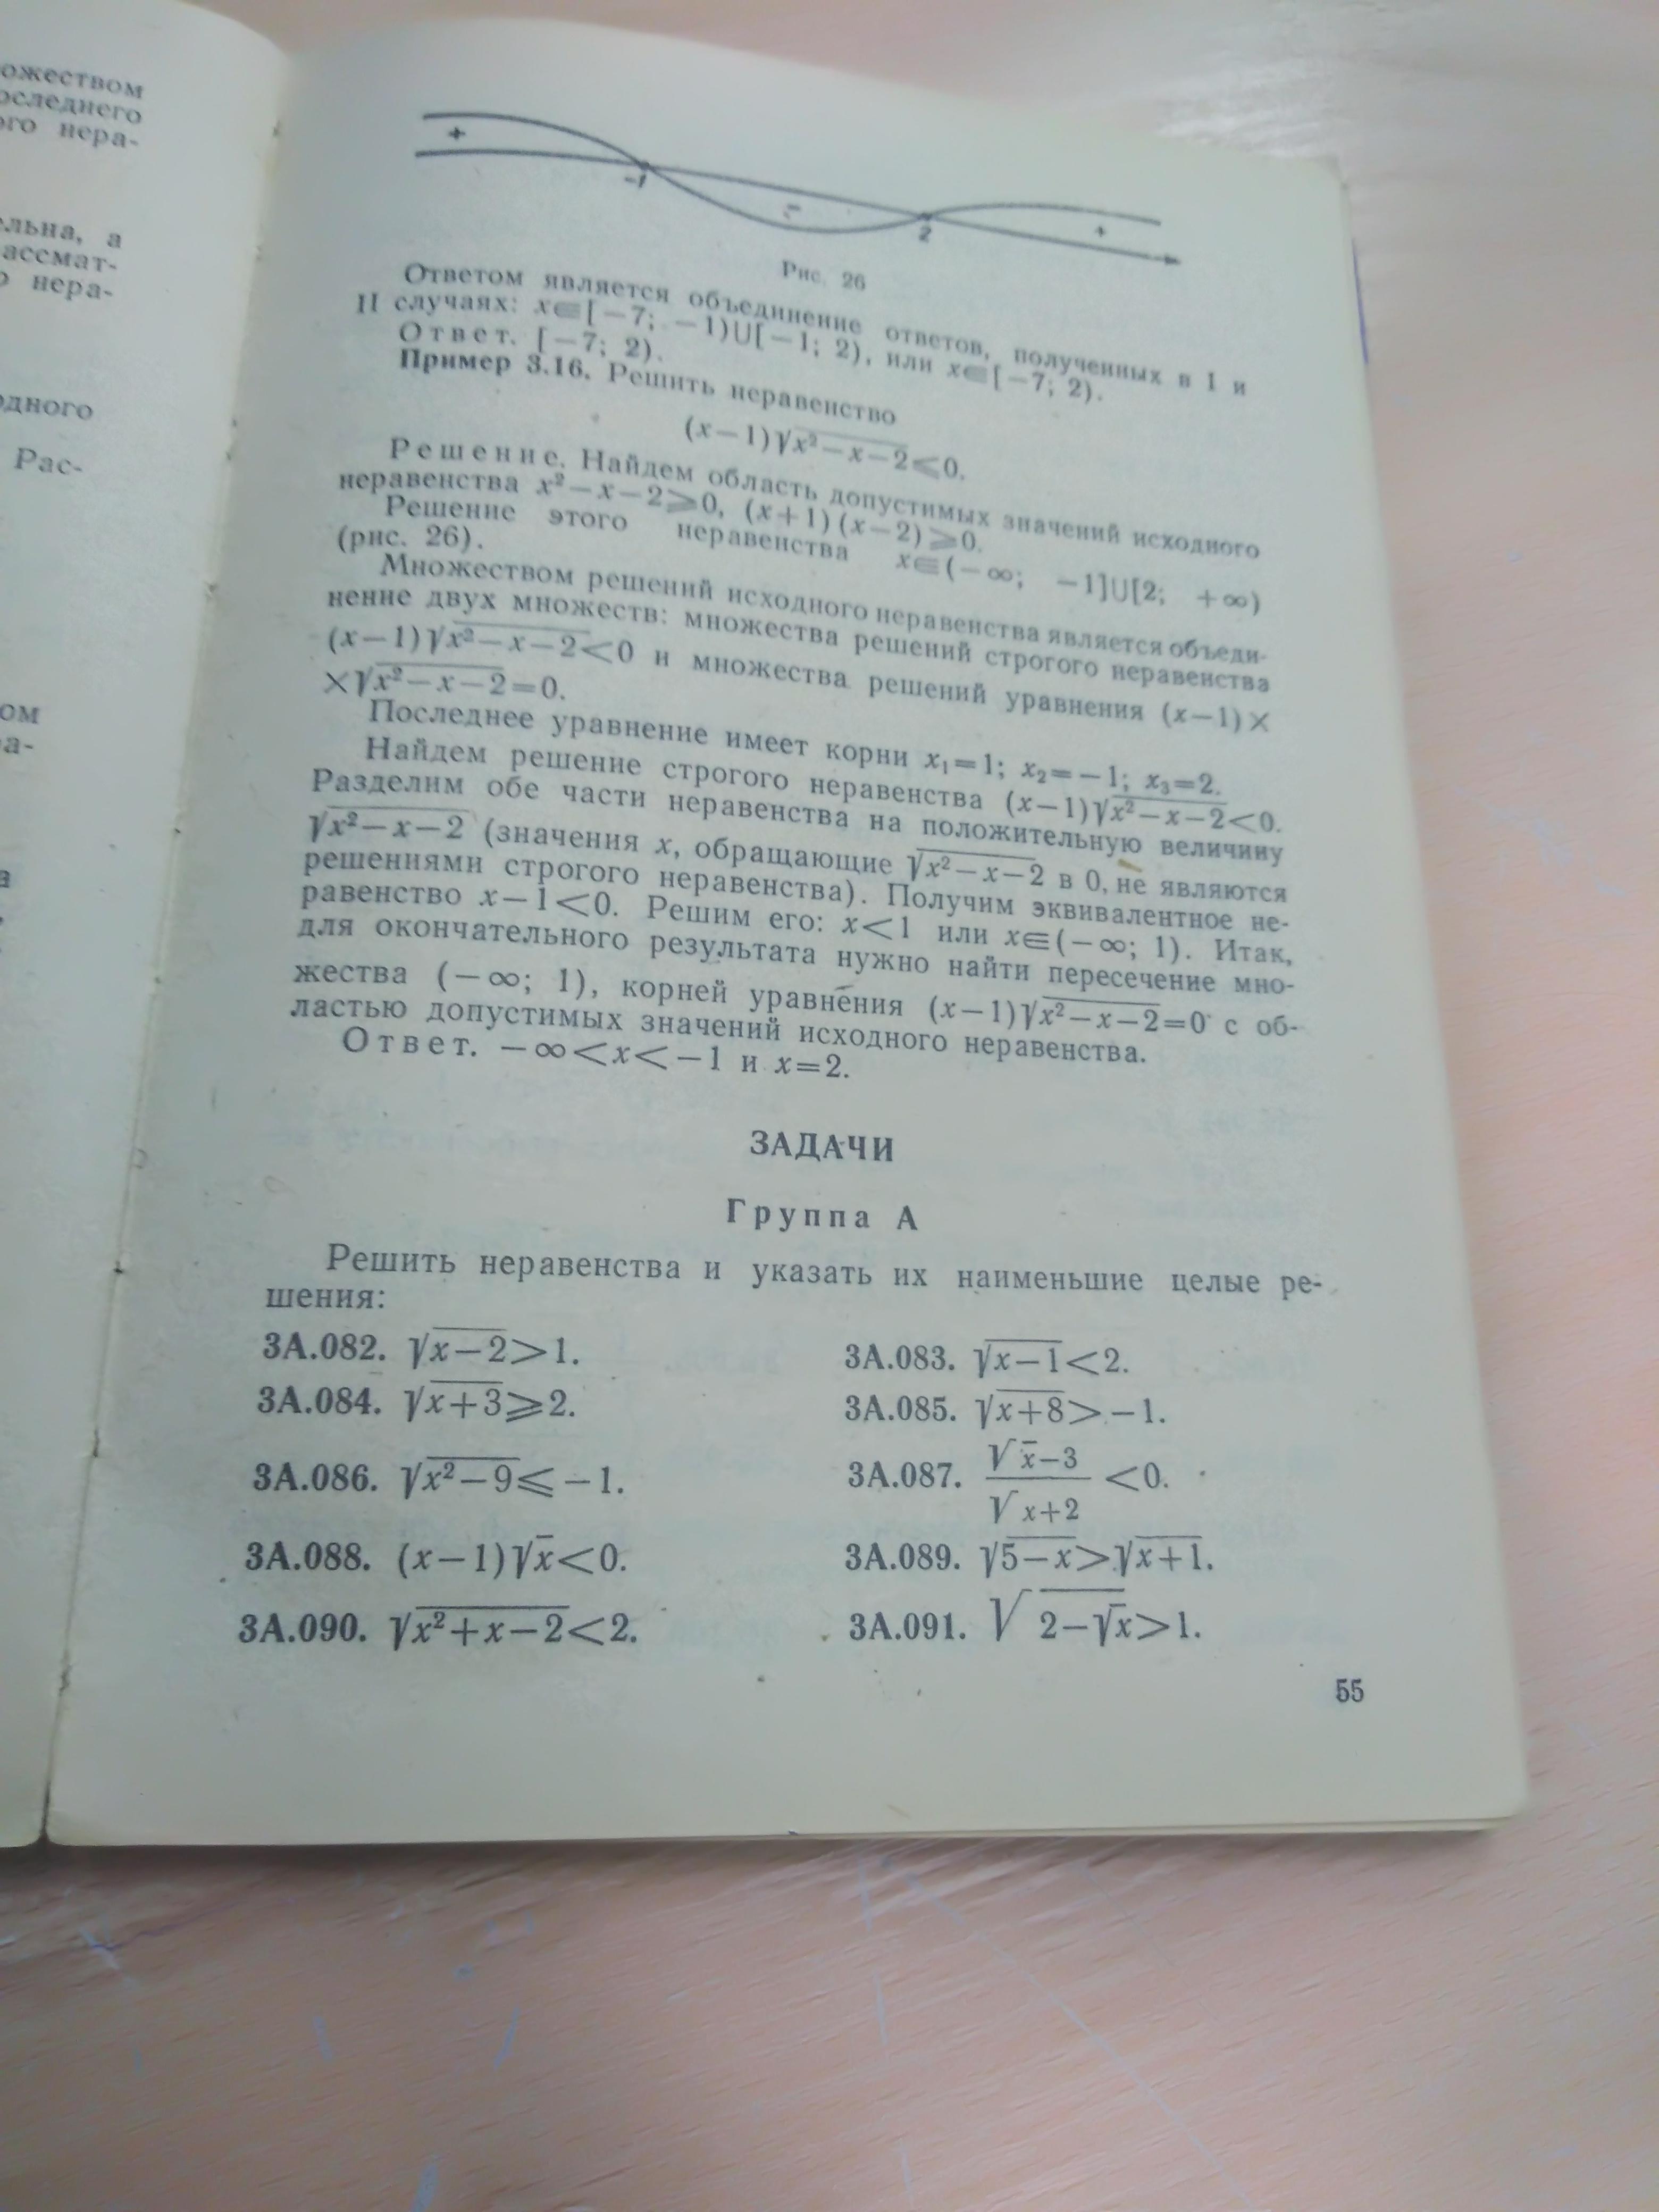 ожеством
оследнего
ого нера-
ельна, а
ассмат-
о нера-
одного
Рас-
ом
а-
+
-1
−
2
+
Рис. 26
Ответом является объединение ответов, полученных в I и
II случаях: x∈[−7; −1)∪[−1; 2), или x∈[−7; 2).
Ответ. [−7; 2).
Пример 3.16. Решить неравенство
(x−1)√x²−x−2⩽0.
Решение. Найдем область допустимых значений исходного
неравенства x²−x−2⩾0, (x+1)(x−2)⩾0.
Решение этого неравенства x∈(−∞; −1]∪[2; +∞)
(рис. 26).
Множеством решений исходного неравенства является объеди-
нение двух множеств: множества решений строгого неравенства
(x−1)√x²−x−2<0 и множества решений уравнения (x−1)×
×√x²−x−2=0.
Последнее уравнение имеет корни x₁=1; x₂=−1; x₃=2.
Найдем решение строгого неравенства (x−1)√x²−x−2<0.
Разделим обе части неравенства на положительную величину
√x²−x−2 (значения x, обращающие √x²−x−2 в 0, не являются
решениями строгого неравенства). Получим эквивалентное не-
равенство x−1<0. Решим его: x<1 или x∈(−∞; 1). Итак,
для окончательного результата нужно найти пересечение мно-
жества (−∞; 1), корней уравнения (x−1)√x²−x−2=0 с об-
ластью допустимых значений исходного неравенства.
Ответ. −∞<x<−1 и x=2.
ЗАДАЧИ
Группа А
Решить неравенства и указать их наименьшие целые ре-
шения:
3А.082. √x−2>1. 3А.083. √x−1<2.
3А.084. √x+3⩾2. 3А.085. √x+8>−1.
3А.086. √x²−9⩽−1. 3А.087. (√x−3)/(√x+2) <0.
3А.088. (x−1)√x<0. 3А.089. √5−x>√x+1.
3А.090. √x²+x−2<2. 3А.091. √2−√x>1.
55